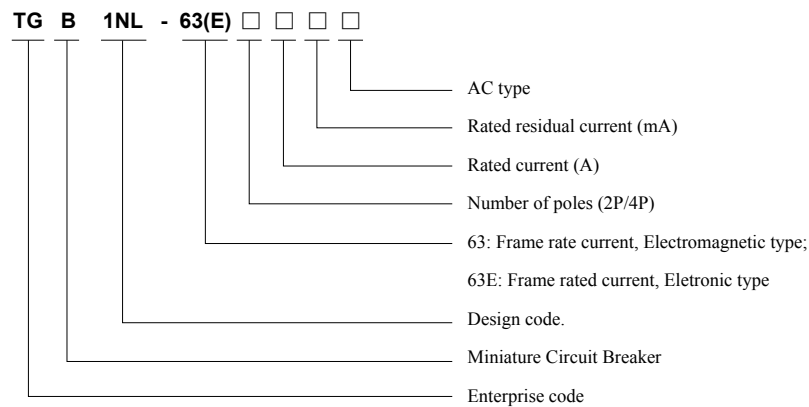 TG B 1NL - 63(E) □ □ □ □
AC type
Rated residual current (mA)
Rated current (A)
Number of poles (2P/4P)
63: Frame rate current, Electromagnetic type;
63E: Frame rated current, Eletronic type
Design code.
Miniature Circuit Breaker
Enterprise code